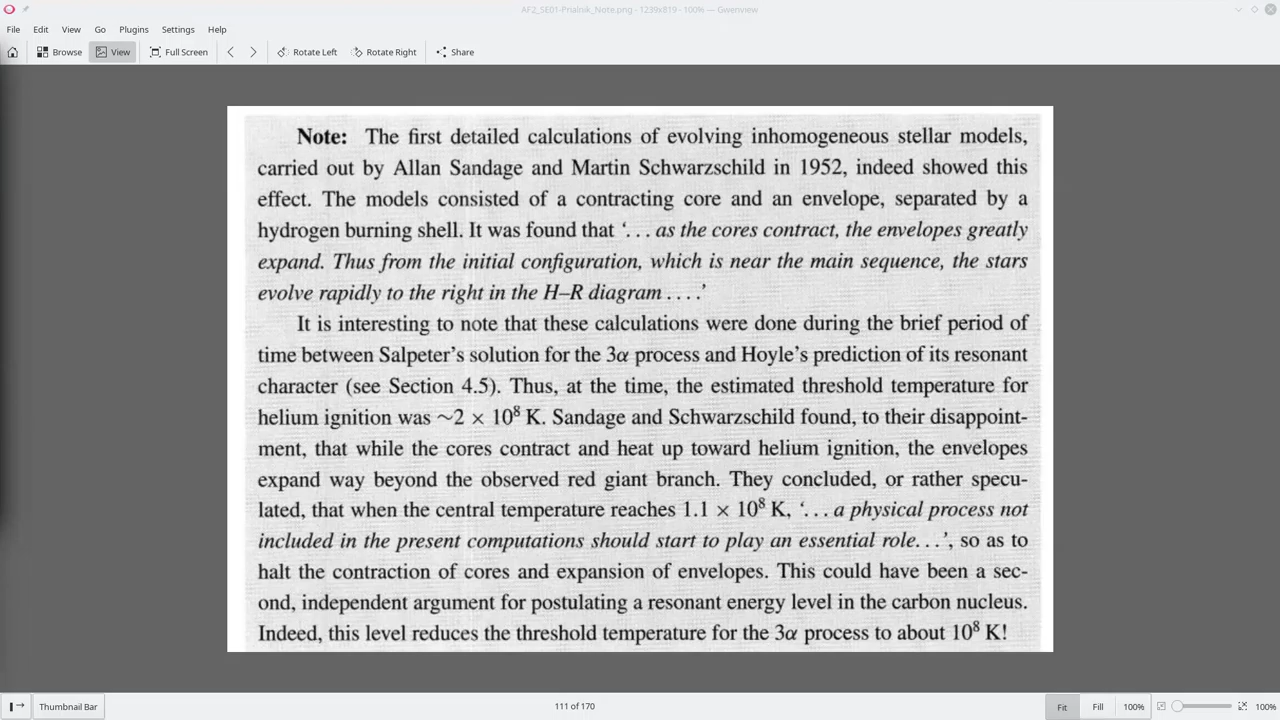 AF2_SE01-Prialnik_Note.png - 1239x819 - 100% — Gwenview
File Edit View Go Plugins Settings Help
Browse View Full Screen Rotate Left Rotate Right Share
Note: The first detailed calculations of evolving inhomogeneous stellar models,
carried out by Allan Sandage and Martin Schwarzschild in 1952, indeed showed this
effect. The models consisted of a contracting core and an envelope, separated by a
hydrogen burning shell. It was found that ‘. . . as the cores contract, the envelopes greatly
expand. Thus from the initial configuration, which is near the main sequence, the stars
evolve rapidly to the right in the H–R diagram . . . .’
It is interesting to note that these calculations were done during the brief period of
time between Salpeter’s solution for the 3α process and Hoyle’s prediction of its resonant
character (see Section 4.5). Thus, at the time, the estimated threshold temperature for
helium ignition was ~2 × 10⁸ K. Sandage and Schwarzschild found, to their disappoint-
ment, that while the cores contract and heat up toward helium ignition, the envelopes
expand way beyond the observed red giant branch. They concluded, or rather specu-
lated, that when the central temperature reaches 1.1 × 10⁸ K, ‘. . . a physical process not
included in the present computations should start to play an essential role. . .’, so as to
halt the contraction of cores and expansion of envelopes. This could have been a sec-
ond, independent argument for postulating a resonant energy level in the carbon nucleus.
Indeed, this level reduces the threshold temperature for the 3α process to about 10⁸ K!
Thumbnail Bar 111 of 170 Fit Fill 100% 100%